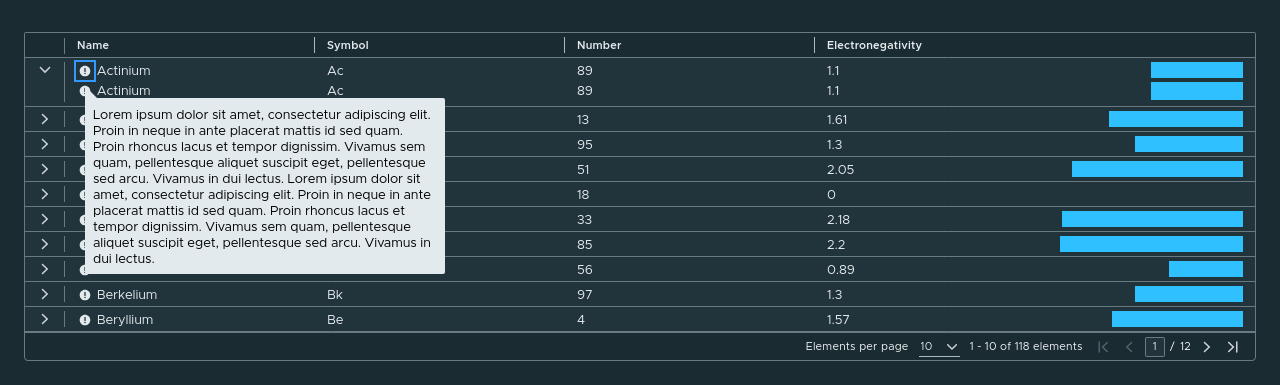 Name Symbol Number Electronegativity
Actinium Ac 89 1.1
Actinium Ac 89 1.1
Lorem ipsum dolor sit amet, consectetur adipiscing elit.
Proin in neque in ante placerat mattis id sed quam.
Proin rhoncus lacus et tempor dignissim. Vivamus sem
quam, pellentesque aliquet suscipit eget, pellentesque
sed arcu. Vivamus in dui lectus. Lorem ipsum dolor sit
amet, consectetur adipiscing elit. Proin in neque in ante
placerat mattis id sed quam. Proin rhoncus lacus et
tempor dignissim. Vivamus sem quam, pellentesque
aliquet suscipit eget, pellentesque sed arcu. Vivamus in
dui lectus.
13 1.61
95 1.3
51 2.05
18 0
33 2.18
85 2.2
56 0.89
Berkelium Bk 97 1.3
Beryllium Be 4 1.57
Elements per page 10 1 - 10 of 118 elements 1 / 12